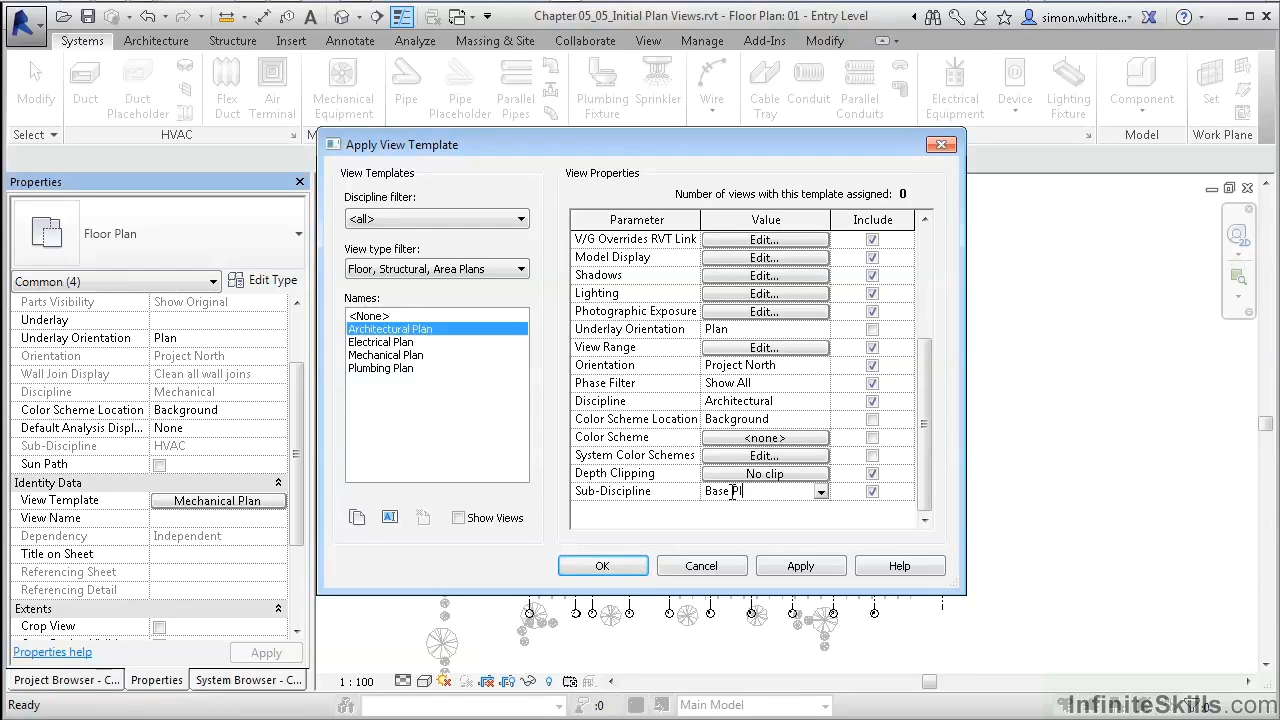 Chapter 05_05_Initial Plan Views.rvt - Floor Plan: 01 - Entry Level
simon.whitbre...
Systems Architecture Structure Insert Annotate Analyze Massing & Site Collaborate View Manage Add-Ins Modify
Modify
Duct
Duct Placeholder
Flex Duct
Air Terminal
Mechanical Equipment
Pipe
Pipe Placeholder
Parallel Pipes
Plumbing Fixture
Sprinkler
Wire
Cable Tray
Conduit
Parallel Conduits
Electrical Equipment
Device
Lighting Fixture
Component
Set
Select
HVAC
M
Model
Work Plane
Properties
Floor Plan
Common (4)
Edit Type
Parts Visibility Show Original
Underlay
Underlay Orientation Plan
Orientation Project North
Wall Join Display Clean all wall joins
Discipline Mechanical
Color Scheme Location Background
Default Analysis Displ... None
Sub-Discipline HVAC
Sun Path
Identity Data
View Template Mechanical Plan
View Name
Dependency Independent
Title on Sheet
Referencing Sheet
Referencing Detail
Extents
Crop View
Properties help
Apply
Project Browser - C...
Properties
System Browser - C...
Apply View Template
View Templates
Discipline filter:
<all>
View type filter:
Floor, Structural, Area Plans
Names:
<None>
Architectural Plan
Electrical Plan
Mechanical Plan
Plumbing Plan
Show Views
View Properties
Number of views with this template assigned: 0
Parameter Value Include
V/G Overrides RVT Link Edit...
Model Display Edit...
Shadows Edit...
Lighting Edit...
Photographic Exposure Edit...
Underlay Orientation Plan
View Range Edit...
Orientation Project North
Phase Filter Show All
Discipline Architectural
Color Scheme Location Background
Color Scheme <none>
System Color Schemes Edit...
Depth Clipping No clip
Sub-Discipline Base Pl
OK
Cancel
Apply
Help
2D
1 : 100
Ready
:0
Main Model
InfiniteSkills.com